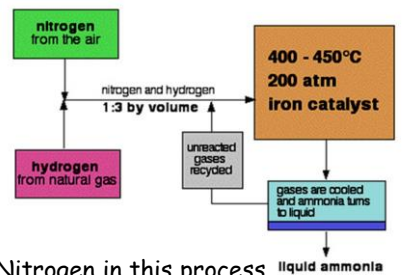 nitrogen
from the air
nitrogen and hydrogen
1:3 by volume
400 - 450°C
200 atm
iron catalyst
hydrogen
from natural gas
unreacted
gases
recycled
gases are cooled
and ammonia turns
to liquid
Nitrogen in this process
liquid ammonia